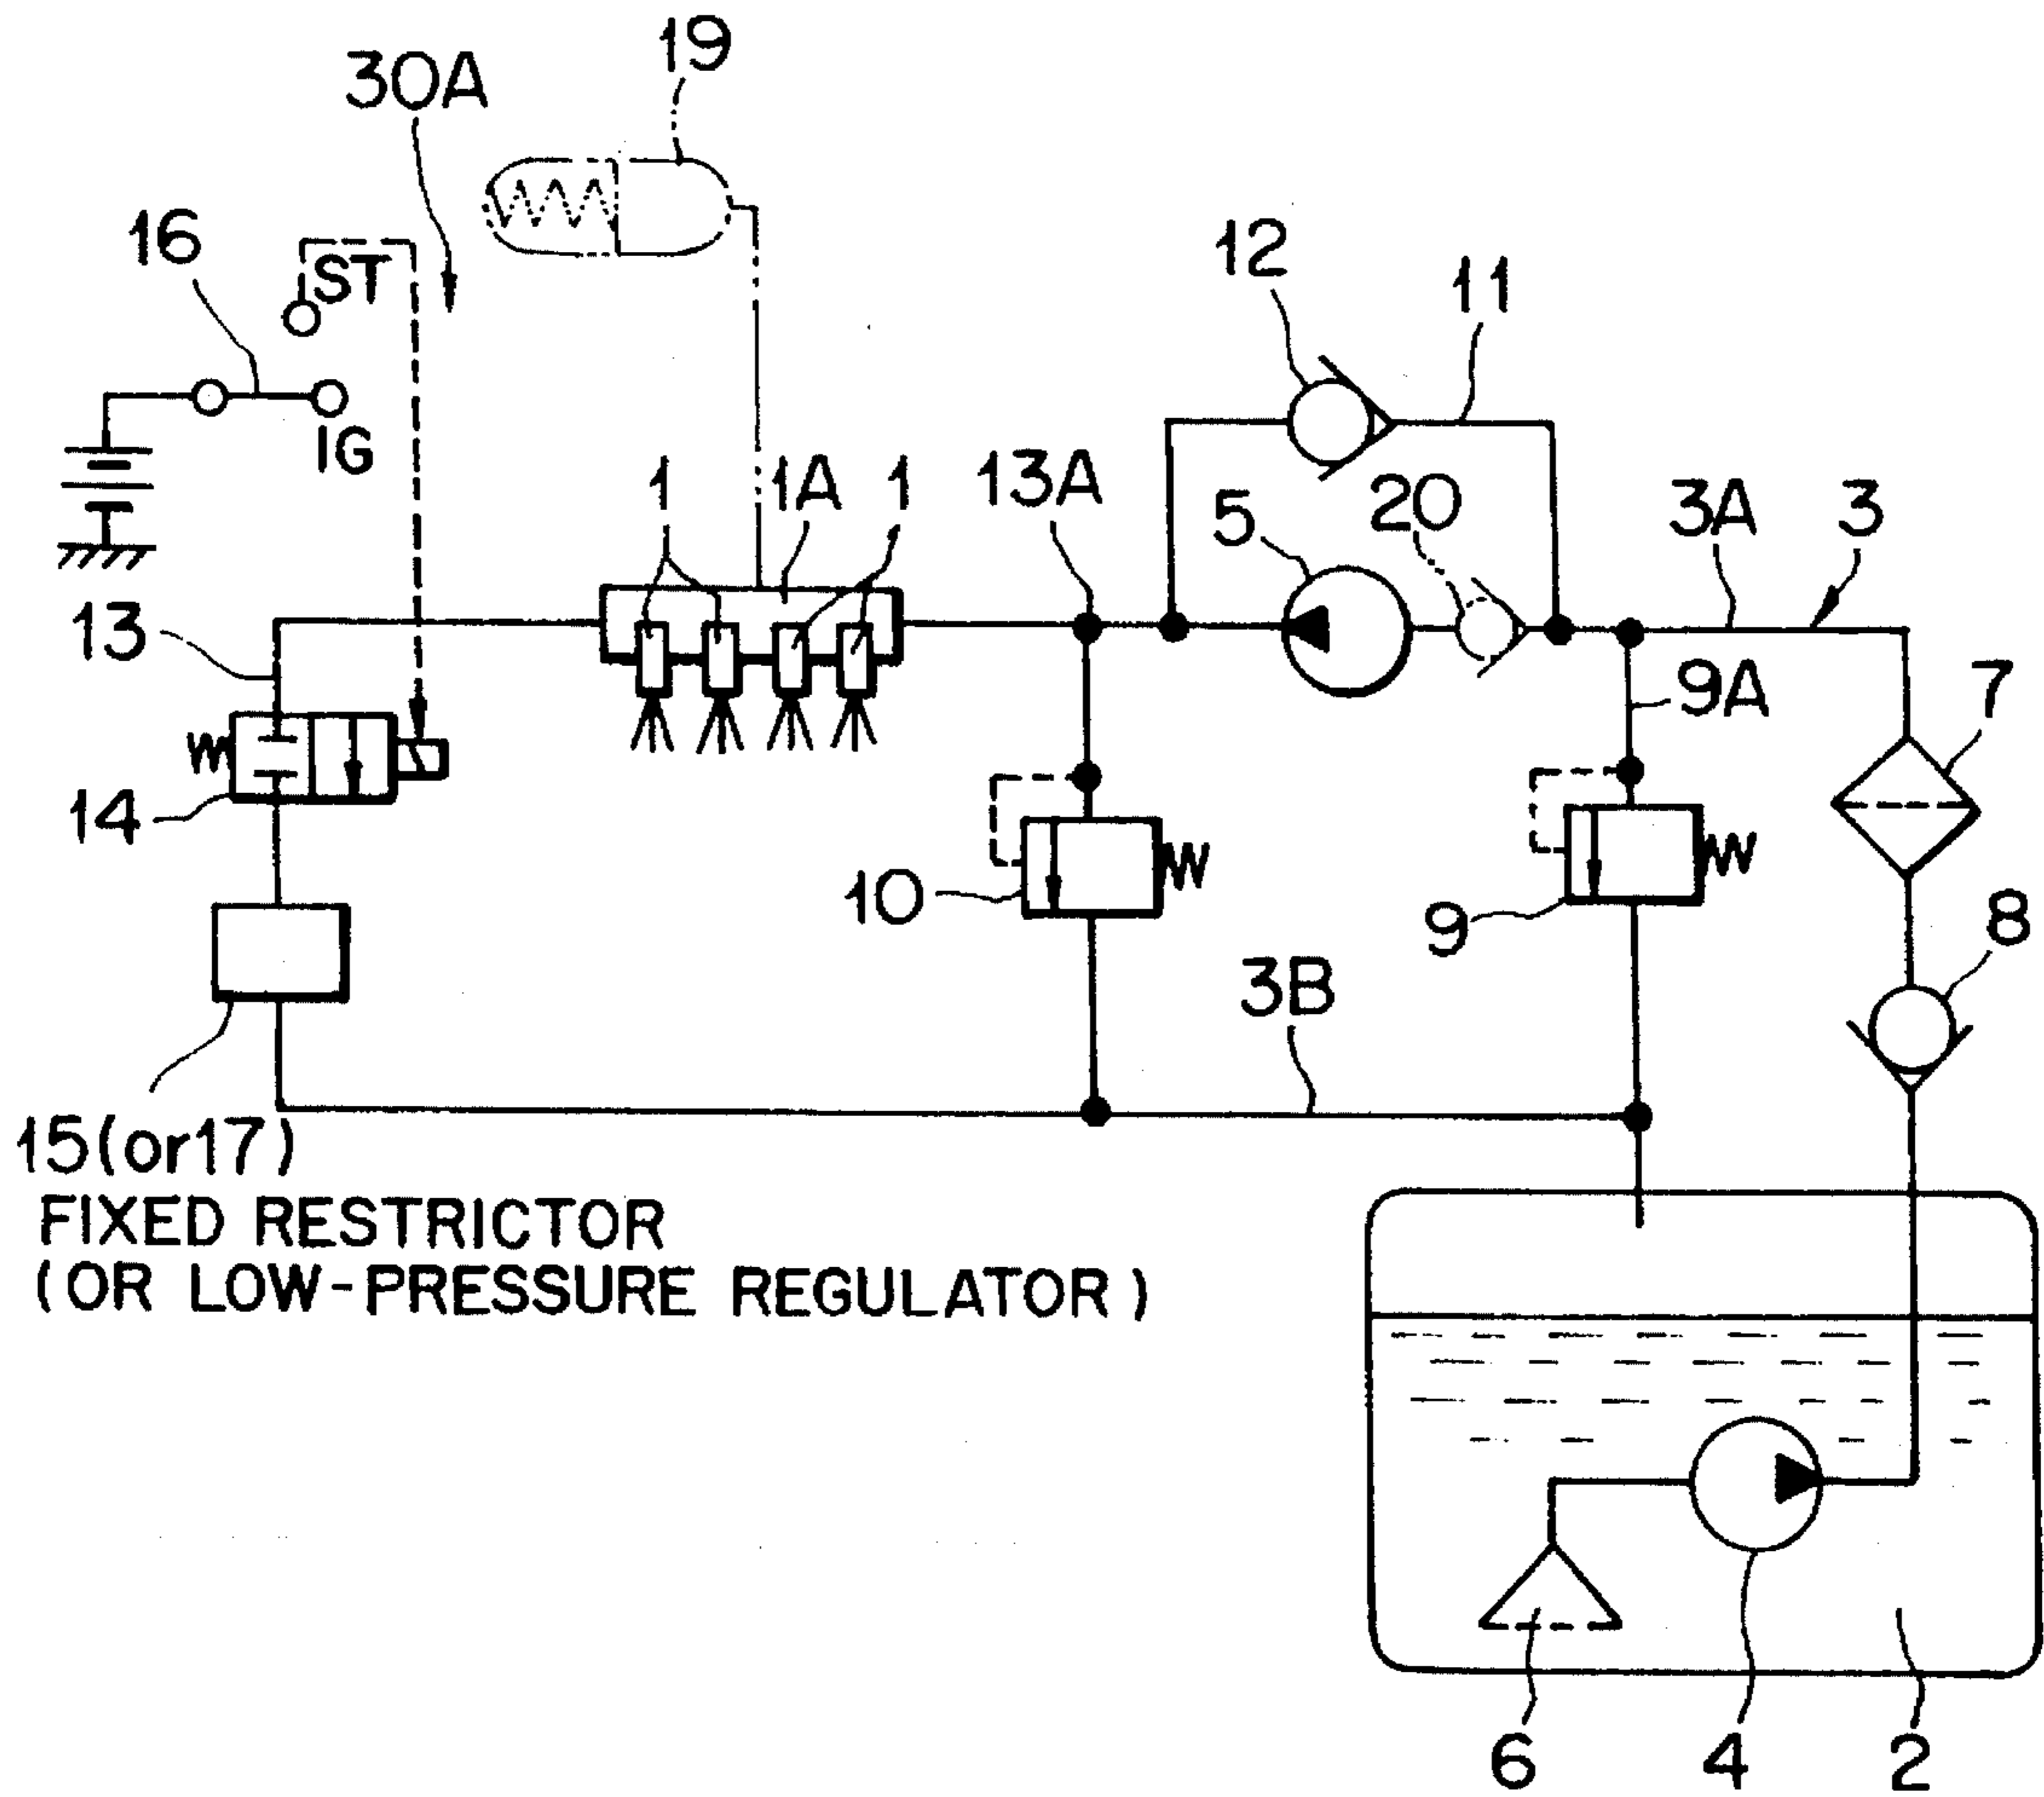 19
30A
16
ST
12
11
IG
1
1A
1
13A
5
20
3A
3
13
9A
7
14
10
9
8
3B
15(or17)
FIXED RESTRICTOR
(OR LOW-PRESSURE REGULATOR)
6
4
2